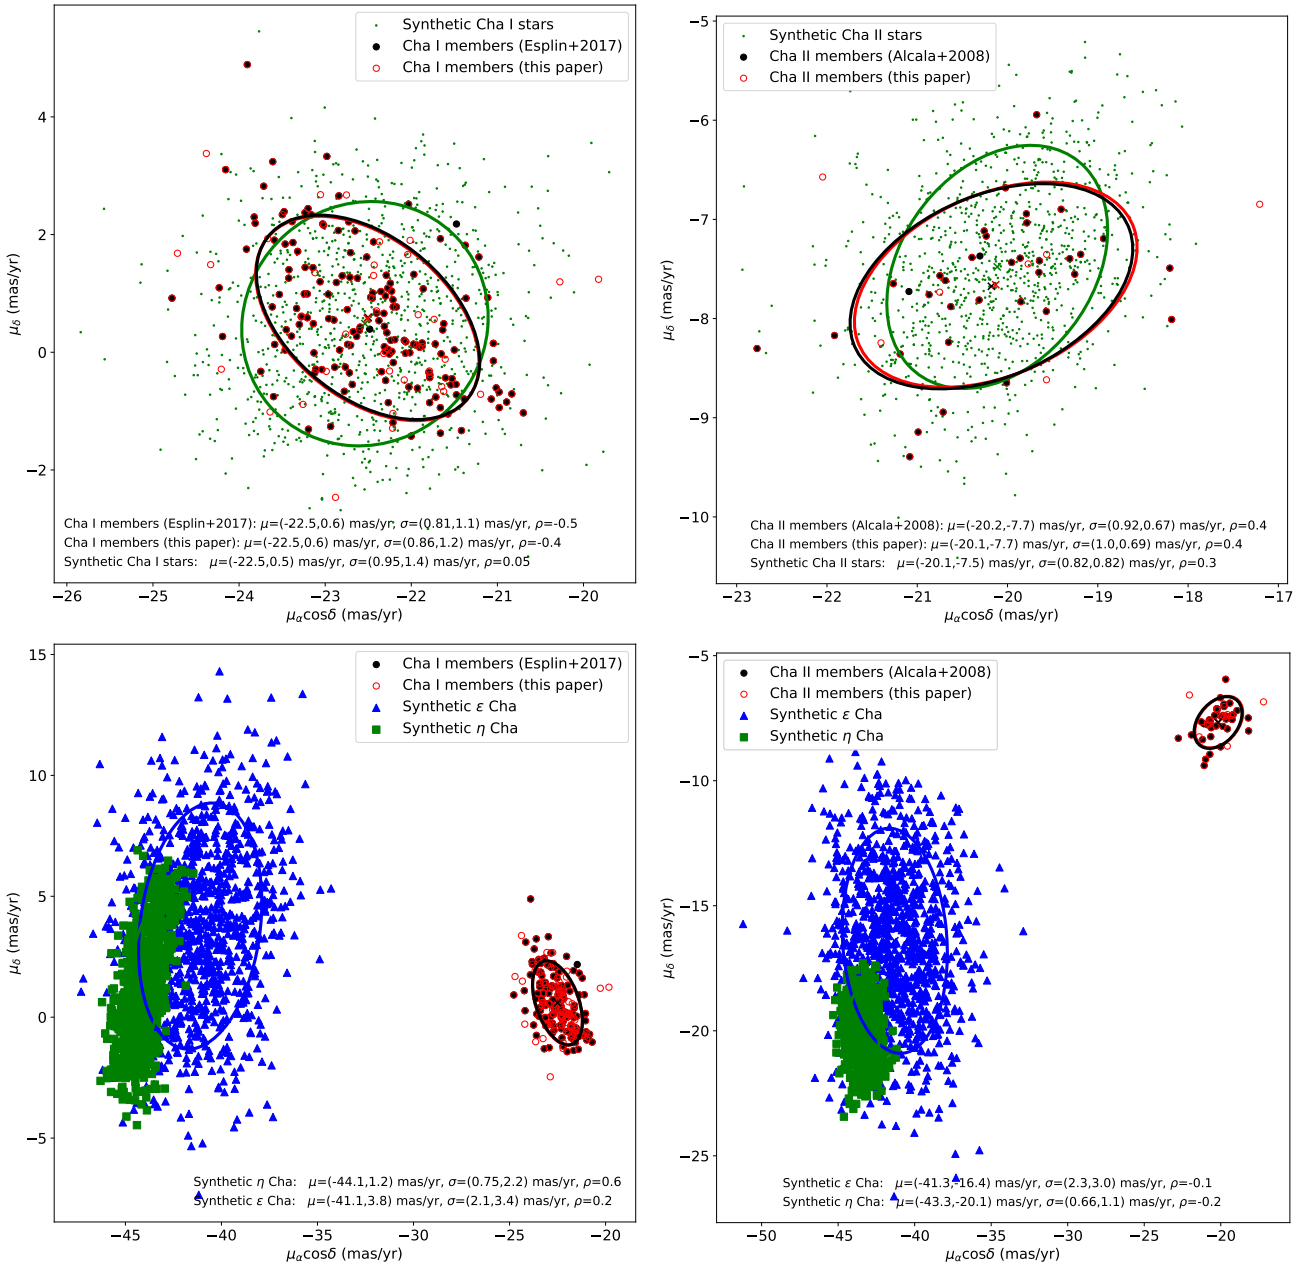 Synthetic Cha I stars
Cha I members (Esplin+2017)
Cha I members (this paper)
4
2
0
−2
μδ (mas/yr)
Cha I members (Esplin+2017): μ=(-22.5,0.6) mas/yr, σ=(0.81,1.1) mas/yr, ρ=-0.5
Cha I members (this paper): μ=(-22.5,0.6) mas/yr, σ=(0.86,1.2) mas/yr, ρ=-0.4
Synthetic Cha I stars: μ=(-22.5,0.5) mas/yr, σ=(0.95,1.4) mas/yr, ρ=0.05
−26 −25 −24 −23 −22 −21 −20
μαcosδ (mas/yr)
Synthetic Cha II stars
Cha II members (Alcala+2008)
Cha II members (this paper)
−5
−6
−7
−8
−9
−10
μδ (mas/yr)
Cha II members (Alcala+2008): μ=(-20.2,-7.7) mas/yr, σ=(0.92,0.67) mas/yr, ρ=0.4
Cha II members (this paper): μ=(-20.1,-7.7) mas/yr, σ=(1.0,0.69) mas/yr, ρ=0.4
Synthetic Cha II stars: μ=(-20.1,-7.5) mas/yr, σ=(0.82,0.82) mas/yr, ρ=0.3
−23 −22 −21 −20 −19 −18 −17
μαcosδ (mas/yr)
Cha I members (Esplin+2017)
Cha I members (this paper)
Synthetic ε Cha
Synthetic η Cha
15
10
5
0
−5
μδ (mas/yr)
Synthetic η Cha: μ=(-44.1,1.2) mas/yr, σ=(0.75,2.2) mas/yr, ρ=0.6
Synthetic ε Cha: μ=(-41.1,3.8) mas/yr, σ=(2.1,3.4) mas/yr, ρ=0.2
−45 −40 −35 −30 −25 −20
μαcosδ (mas/yr)
Cha II members (Alcala+2008)
Cha II members (this paper)
Synthetic ε Cha
Synthetic η Cha
−5
−10
−15
−20
−25
μδ (mas/yr)
Synthetic ε Cha: μ=(-41.3,-16.4) mas/yr, σ=(2.3,3.0) mas/yr, ρ=-0.1
Synthetic η Cha: μ=(-43.3,-20.1) mas/yr, σ=(0.66,1.1) mas/yr, ρ=-0.2
−50 −45 −40 −35 −30 −25 −20
μαcosδ (mas/yr)